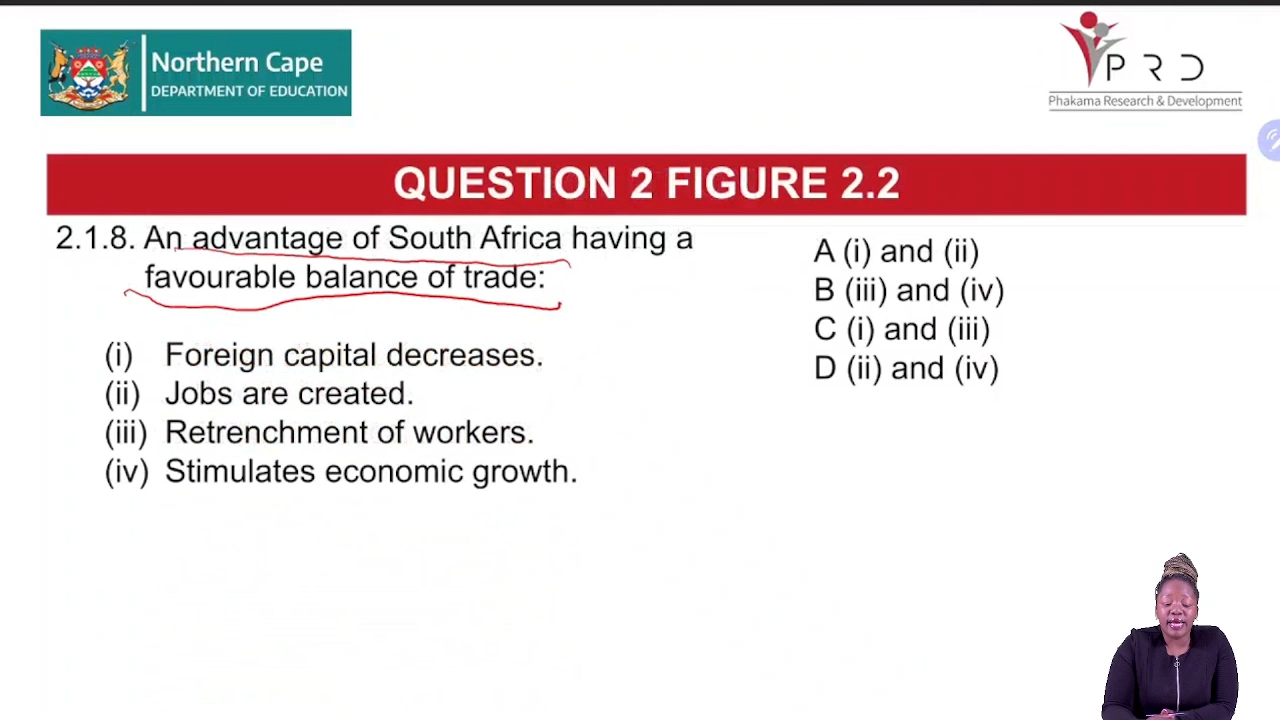 Northern Cape
DEPARTMENT OF EDUCATION
P R D
Phakama Research & Development
QUESTION 2 FIGURE 2.2
2.1.8. An advantage of South Africa having a
favourable balance of trade:
(i) Foreign capital decreases.
(ii) Jobs are created.
(iii) Retrenchment of workers.
(iv) Stimulates economic growth.
A (i) and (ii)
B (iii) and (iv)
C (i) and (iii)
D (ii) and (iv)